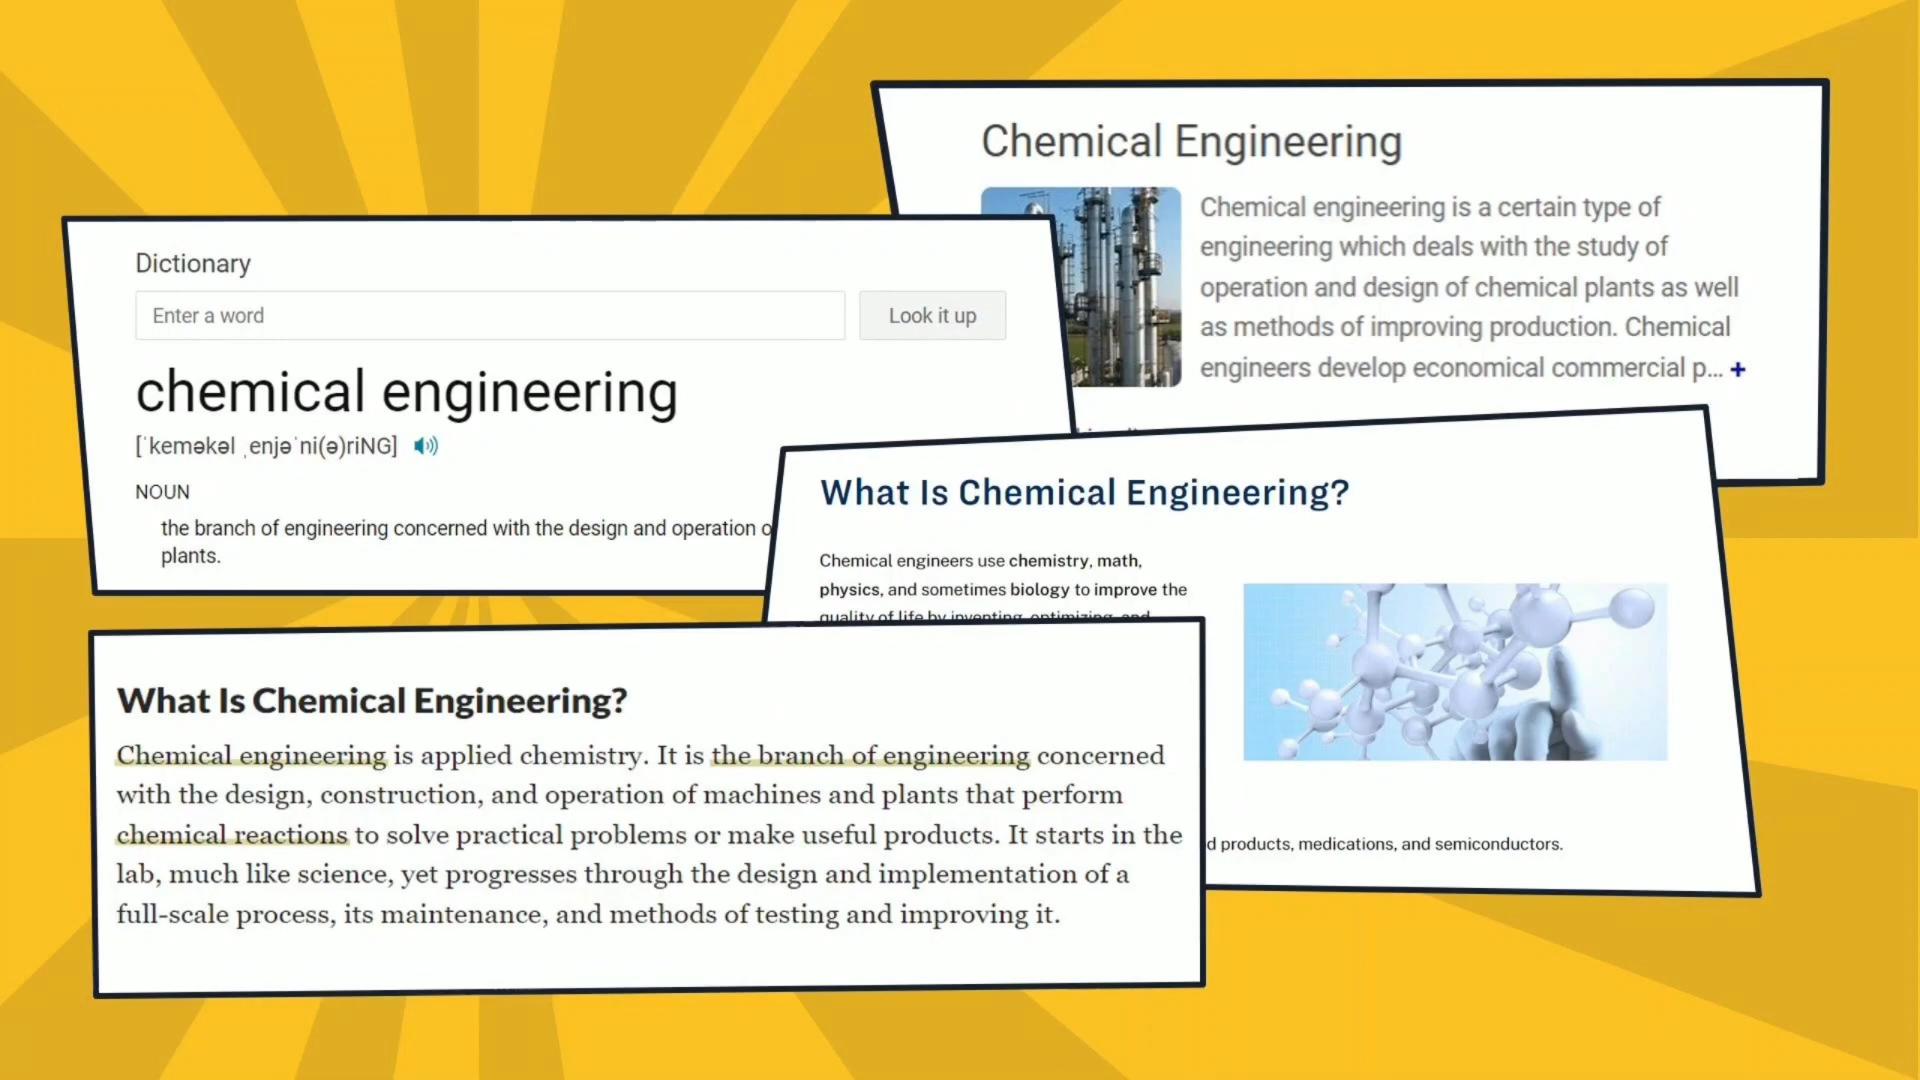 Chemical Engineering
Chemical engineering is a certain type of
engineering which deals with the study of
operation and design of chemical plants as well
as methods of improving production. Chemical
engineers develop economical commercial p... +
Dictionary
Enter a word
Look it up
chemical engineering
[ˈkeməkəl ˌenjəˈni(ə)riNG]
NOUN
the branch of engineering concerned with the design and operation o
plants.
What Is Chemical Engineering?
Chemical engineers use chemistry, math,
physics, and sometimes biology to improve the
quality of life by inventing, optimizing, and
d products, medications, and semiconductors.
What Is Chemical Engineering?
Chemical engineering is applied chemistry. It is the branch of engineering concerned
with the design, construction, and operation of machines and plants that perform
chemical reactions to solve practical problems or make useful products. It starts in the
lab, much like science, yet progresses through the design and implementation of a
full-scale process, its maintenance, and methods of testing and improving it.